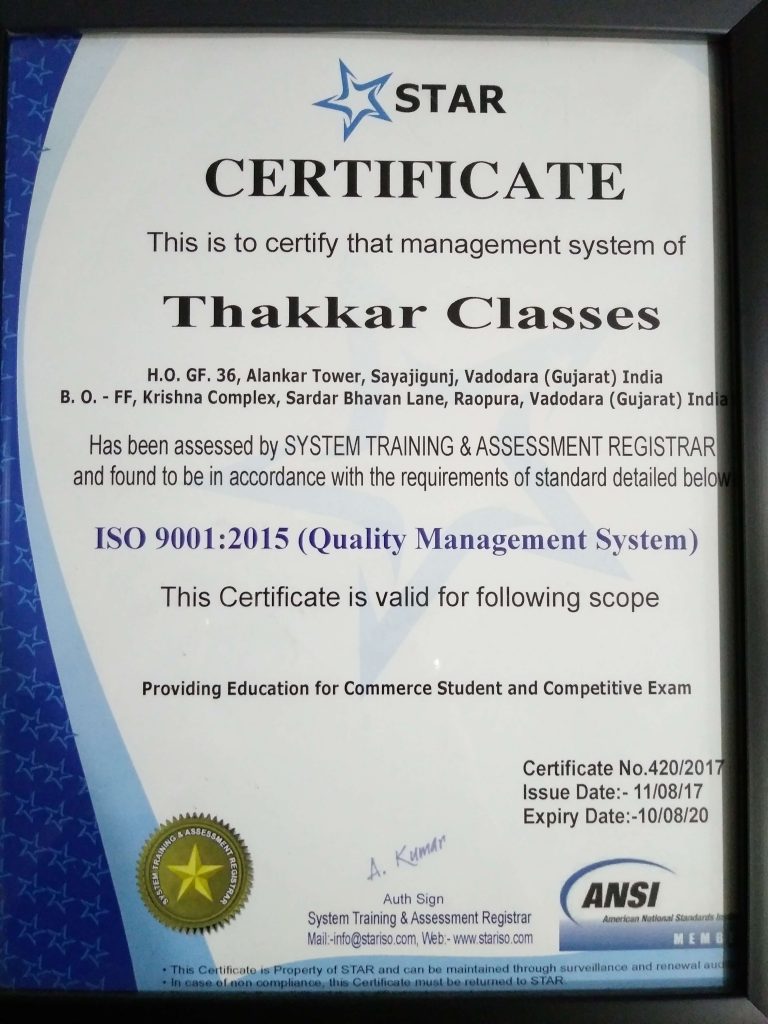 STAR
CERTIFICATE
This is to certify that management system of
Thakkar Classes
H.O. GF. 36, Alankar Tower, Sayajigunj, Vadodara (Gujarat) India
B. O. - FF, Krishna Complex, Sardar Bhavan Lane, Raopura, Vadodara (Gujarat) India
Has been assessed by SYSTEM TRAINING & ASSESSMENT REGISTRAR
and found to be in accordance with the requirements of standard detailed below
ISO 9001:2015 (Quality Management System)
This Certificate is valid for following scope
Providing Education for Commerce Student and Competitive Exam
Certificate No.420/2017
Issue Date:- 11/08/17
Expiry Date:-10/08/20
SYSTEM TRAINING & ASSESSMENT REGISTRAR
A. Kumar
Auth Sign
System Training & Assessment Registrar
Mail:-info@stariso.com, Web:- www.stariso.com
ANSI
American National Standards
• This Certificate is Property of STAR and can be maintained through surveillance and renewal
• In case of non compliance, this Certificate must be returned to STAR.